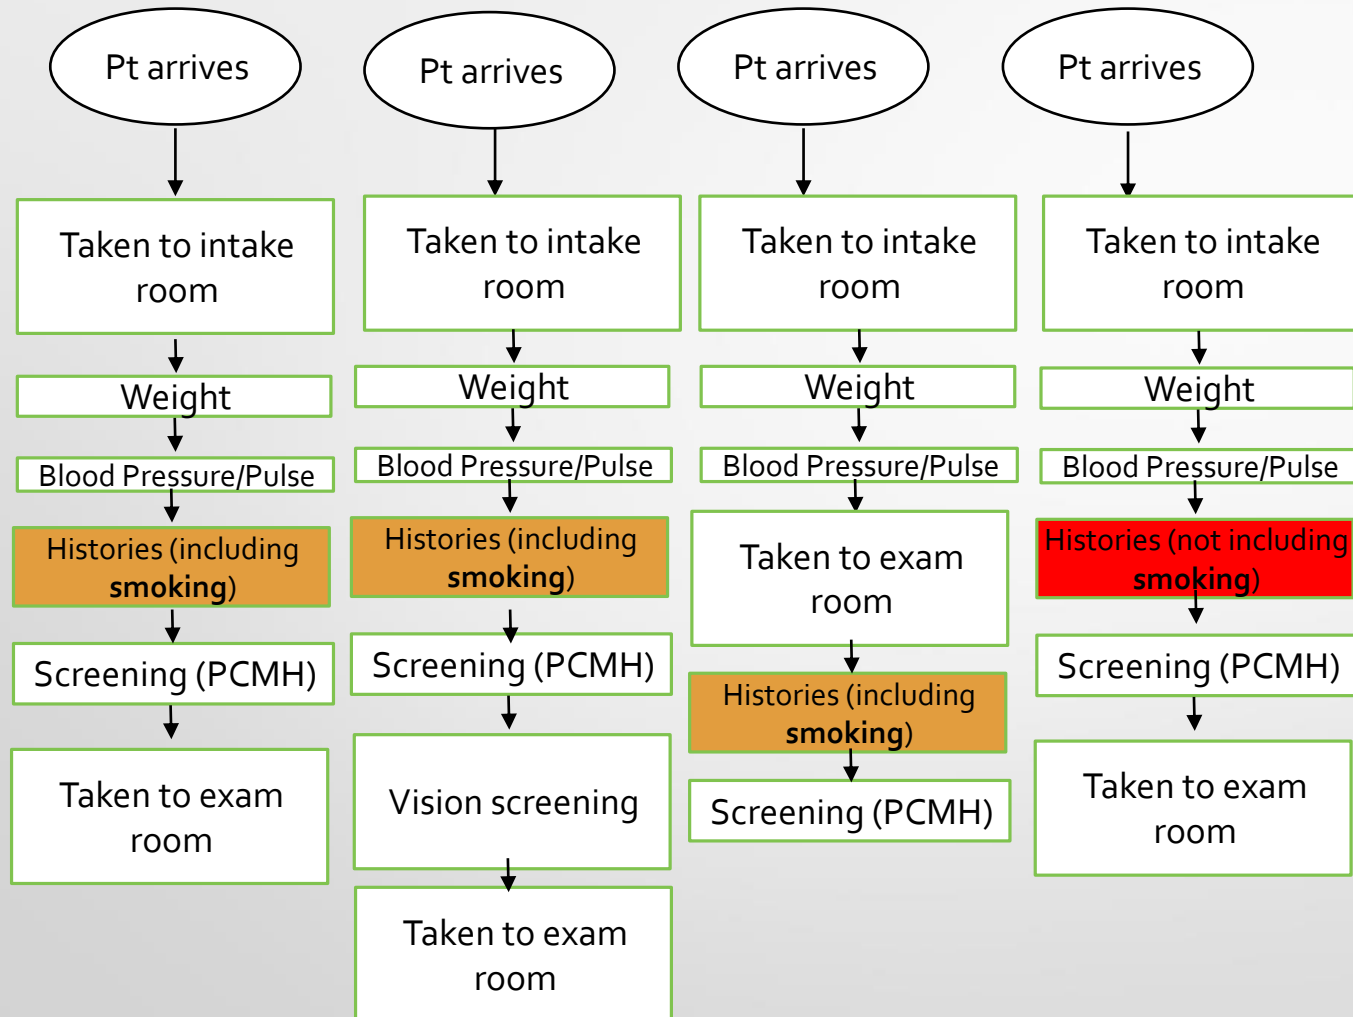 Pt arrives
Taken to intake
room
Weight
Blood Pressure/Pulse
Histories (including
smoking)
Screening (PCMH)
Taken to exam
room
Pt arrives
Taken to intake
room
Weight
Blood Pressure/Pulse
Histories (including
smoking)
Screening (PCMH)
Vision screening
Taken to exam
room
Pt arrives
Taken to intake
room
Weight
Blood Pressure/Pulse
Taken to exam
room
Histories (including
smoking)
Screening (PCMH)
Pt arrives
Taken to intake
room
Weight
Blood Pressure/Pulse
Histories (not including
smoking)
Screening (PCMH)
Taken to exam
room